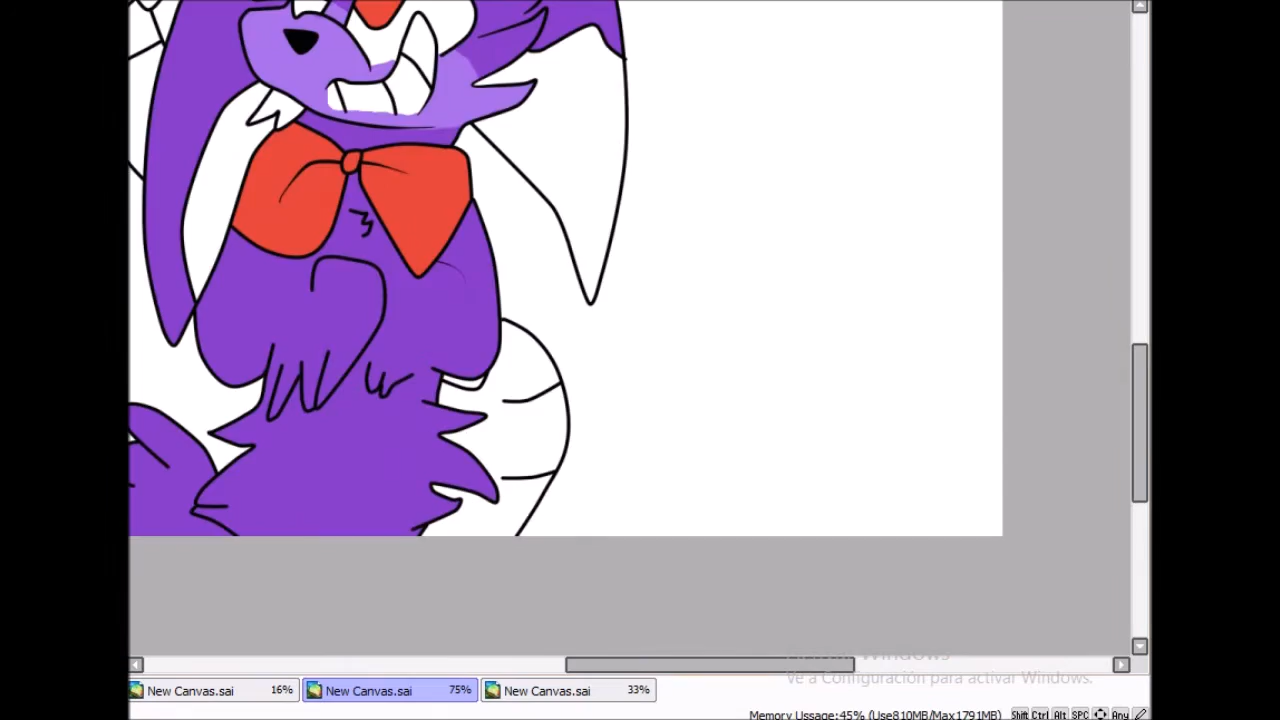 Windows
Ve a Configuración para activar Windows.
New Canvas.sai 16% New Canvas.sai 75% New Canvas.sai 33%
Memory Ussage:45% (Use810MB/Max1791MB) Shift Ctrl Alt SPC Any